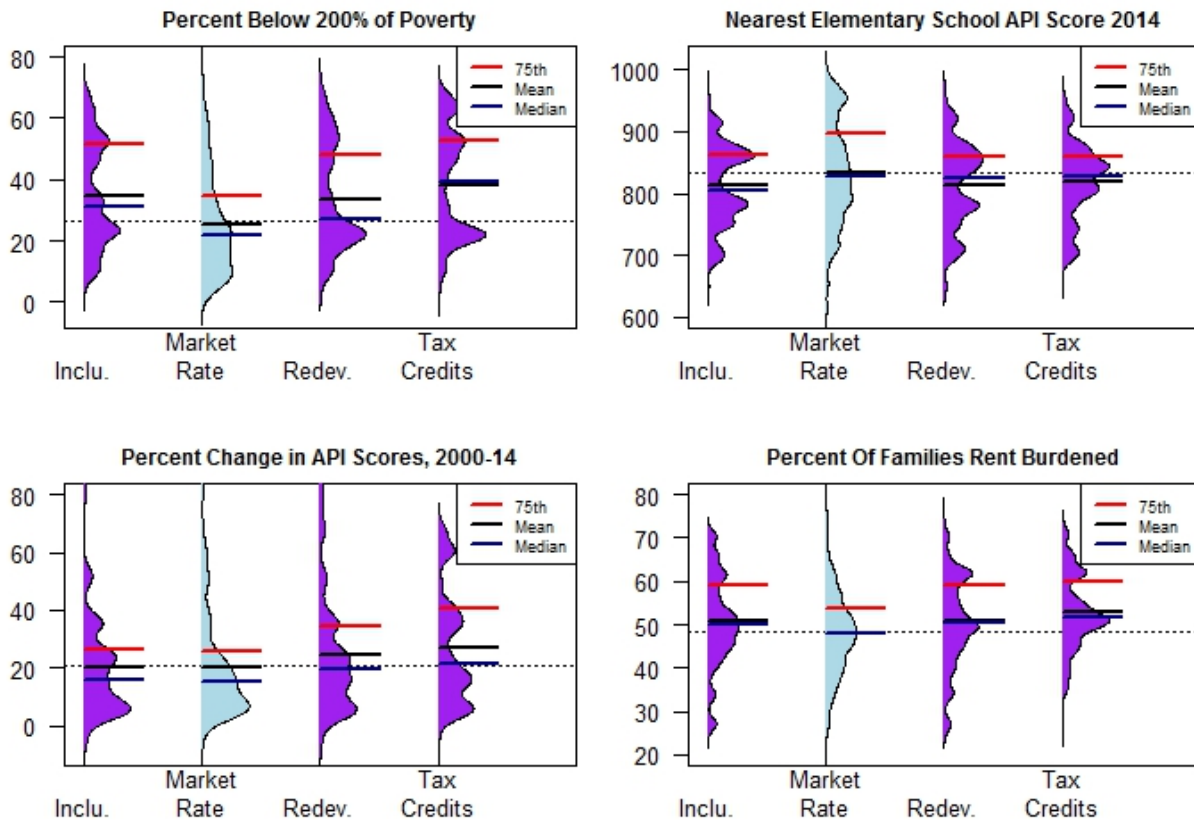 Percent Below 200% of Poverty
80
60
40
20
0
75th
Mean
Median
Market
Tax
Inclu.
Rate
Redev.
Credits
Nearest Elementary School API Score 2014
1000
900
800
700
600
75th
Mean
Median
Market
Tax
Inclu.
Rate
Redev.
Credits
Percent Change in API Scores, 2000-14
80
60
40
20
0
75th
Mean
Median
Market
Tax
Inclu.
Rate
Redev.
Credits
Percent Of Families Rent Burdened
80
70
60
50
40
30
20
75th
Mean
Median
Market
Tax
Inclu.
Rate
Redev.
Credits